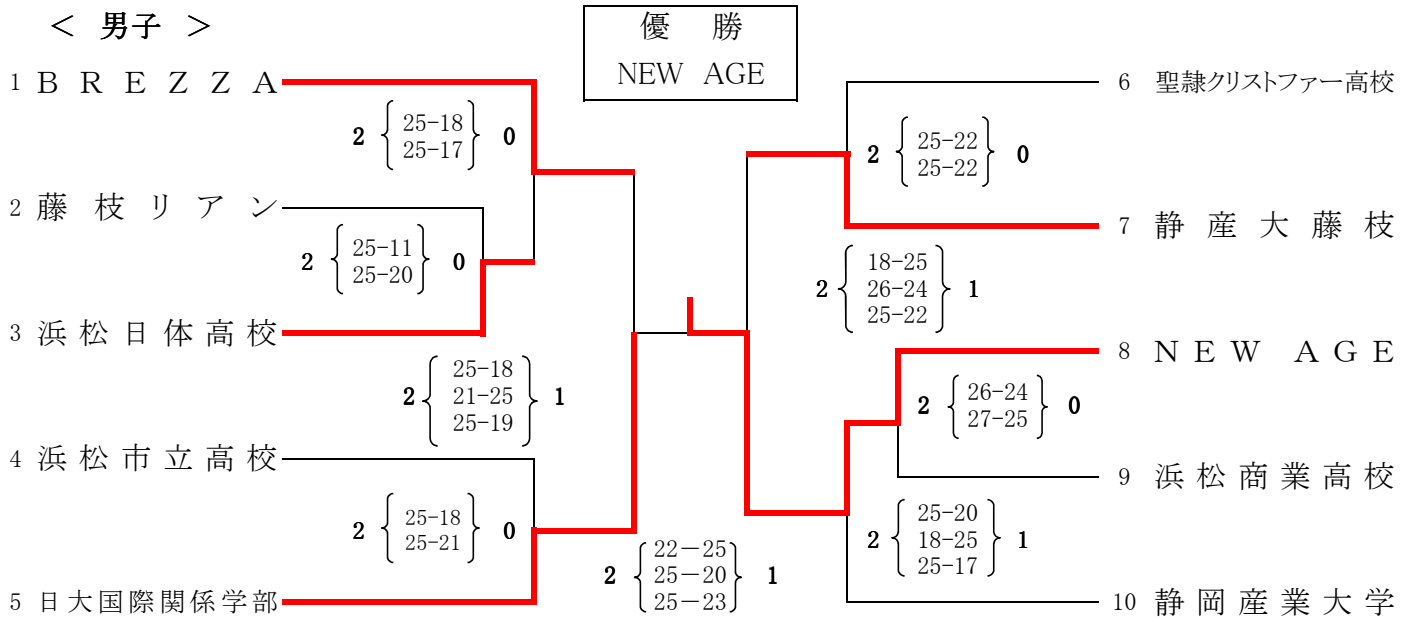 ＜ 男子 ＞
優 勝
NEW AGE
1 BREZZA
2 { 25-18 25-17 } 0
2 藤枝リアン
2 { 25-11 25-20 } 0
3 浜松日体高校
2 { 25-18 21-25 25-19 } 1
4 浜松市立高校
2 { 25-18 25-21 } 0
5 日大国際関係学部
2 { 22－25 25－20 25－23 } 1
6 聖隷クリストファー高校
2 { 25-22 25-22 } 0
7 静産大藤枝
2 { 18-25 26-24 25-22 } 1
8 NEW AGE
2 { 26-24 27-25 } 0
9 浜松商業高校
2 { 25-20 18-25 25-17 } 1
10 静岡産業大学